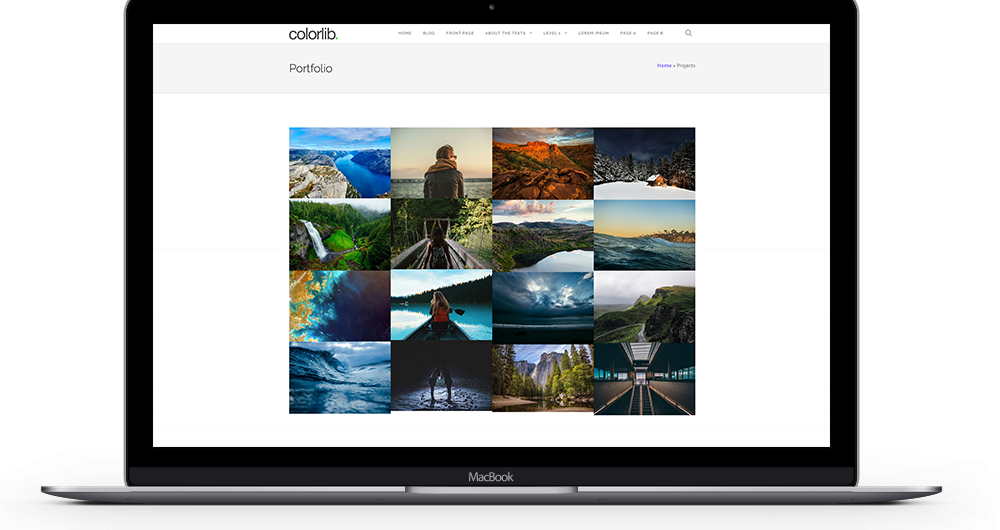 colorlib.
HOME BLOG FRONT PAGE ABOUT THE TESTS LEVEL 1 LOREM IPSUM PAGE A PAGE B
Portfolio
Home » Projects
MacBook